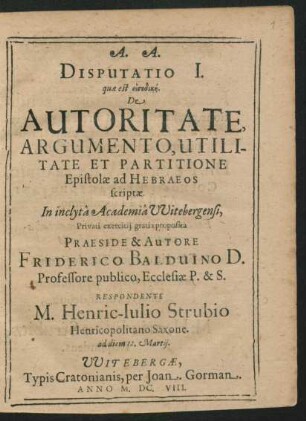 A. A.
DISPUTATIO I.
quæ est
De
AUTORITATE,
ARGUMENTO, UTILI-
TATE ET PARTITIONE
Epistolæ ad HEBRAEOS
scriptæ
In inclytâ Academiâ VVitebergensi,
Privati exercitij gratiâ proposita
PRAESIDE & AUTORE
FRIDERICO BALDUINO D.
Professore publico, Ecclesiæ P. & S.
RESPONDENTE
M. Henric-Iulio Strubio
Henricopolitano Saxone.
ad diem 12. Martij.
VVITEBERGÆ,
Typis Cratonianis, per Joan. Gorman.
ANNO M. DC. VIII.